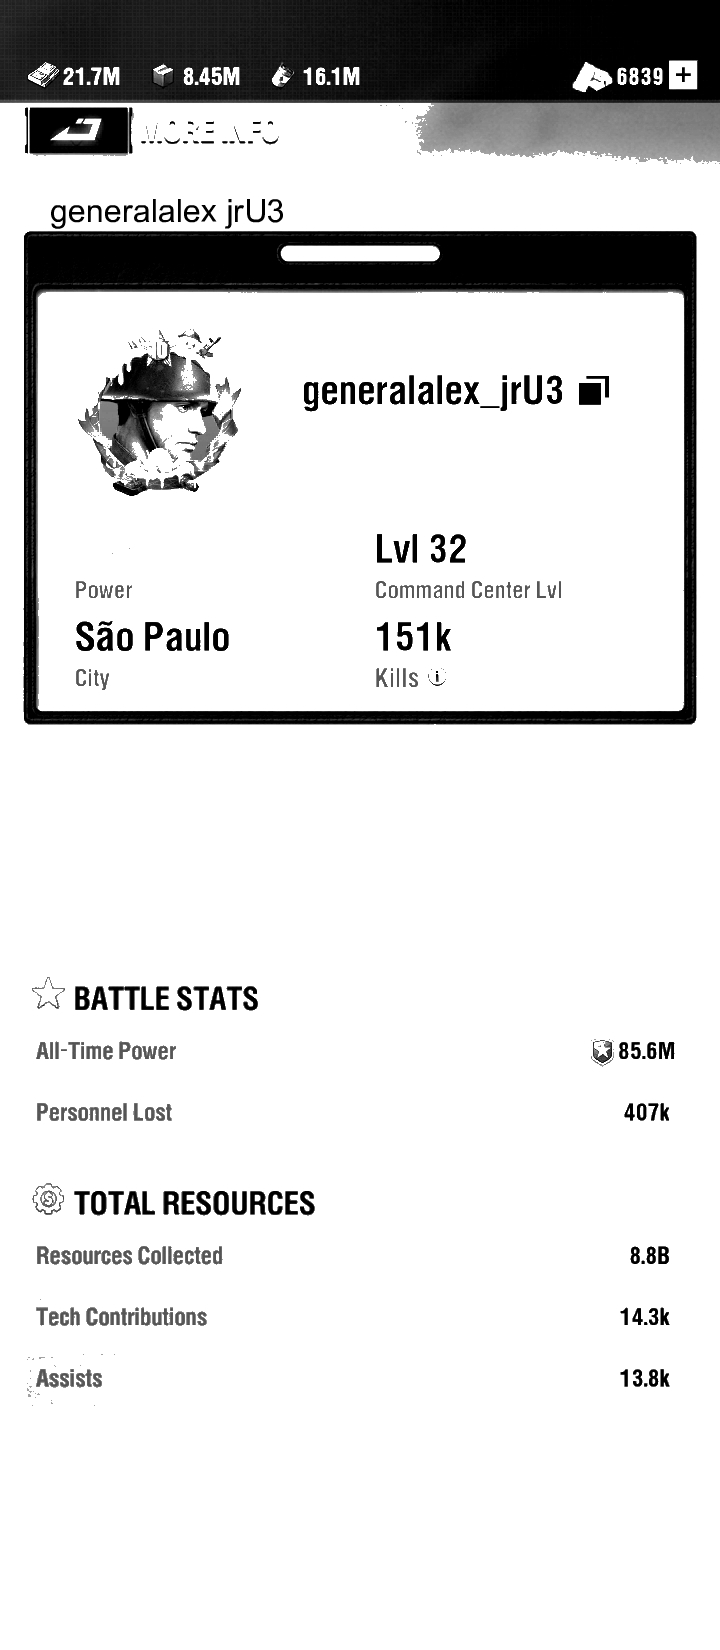 21.7M 8.45M 16.1M 6839 +
MORE INFO
generalalex jrU3
generalalex_jrU3
Lvl 32
Power Command Center Lvl
São Paulo 151k
City Kills i
BATTLE STATS
All-Time Power 85.6M
Personnel Lost 407k
TOTAL RESOURCES
Resources Collected 8.8B
Tech Contributions 14.3k
Assists 13.8k